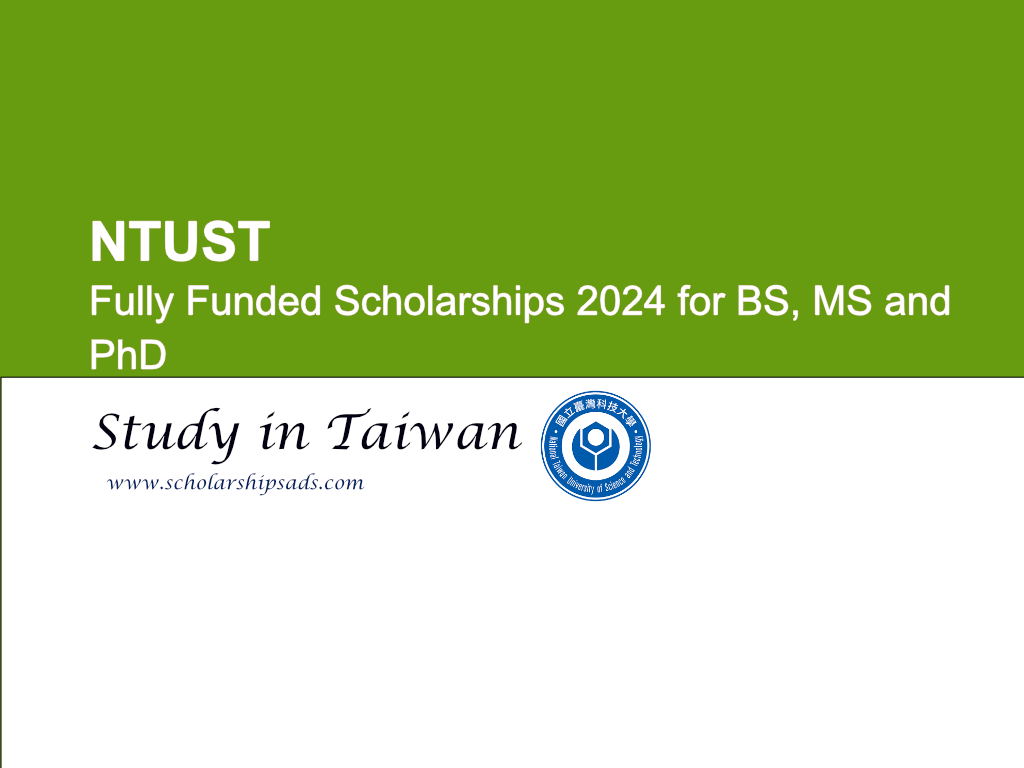 NTUST
Fully Funded Scholarships 2024 for BS, MS and
PhD
Study in Taiwan
www.scholarshipsads.com
國立臺灣科技大學
National Taiwan University of Science and Technology